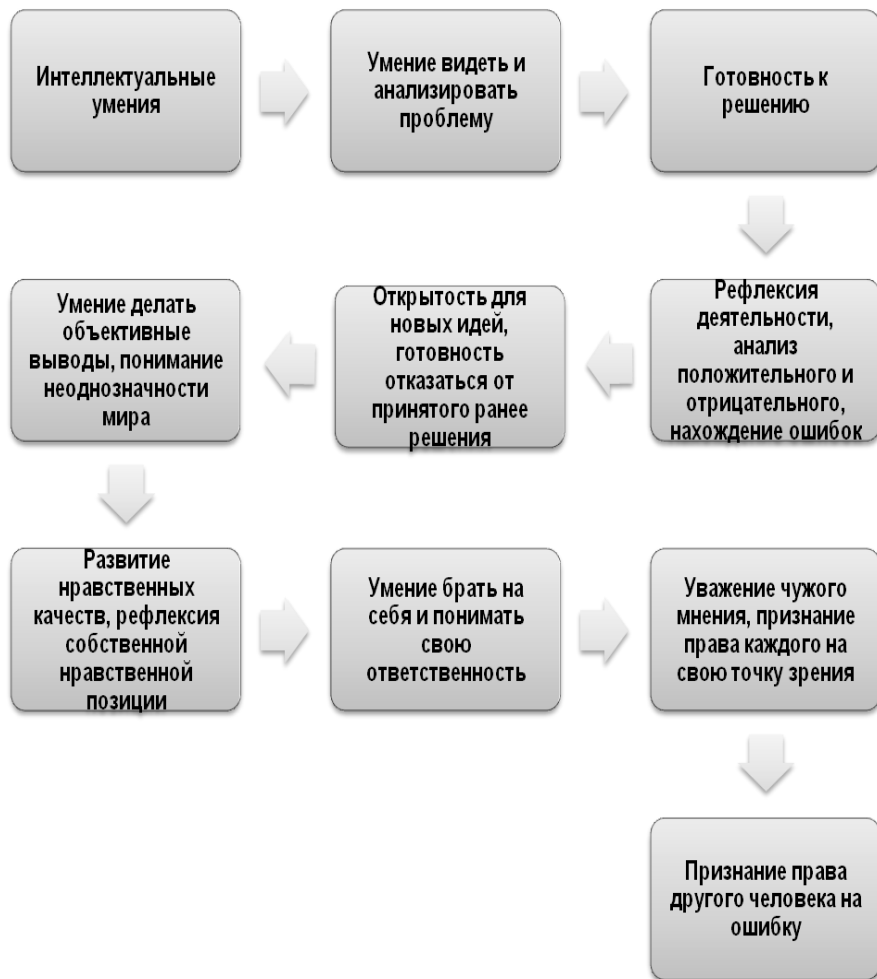 Интеллектуальные
умения
Умение видеть и
анализировать
проблему
Готовность к
решению
Рефлексия
деятельности,
анализ
положительного и
отрицательного,
нахождение ошибок
Открытость для
новых идей,
готовность
отказаться от
принятого ранее
решения
Умение делать
объективные
выводы, понимание
неоднозначности
мира
Развитие
нравственных
качеств, рефлексия
собственной
нравственной
позиции
Умение брать на
себя и понимать
свою
ответственность
Уважение чужого
мнения, признание
права каждого на
свою точку зрения
Признание права
другого человека на
ошибку